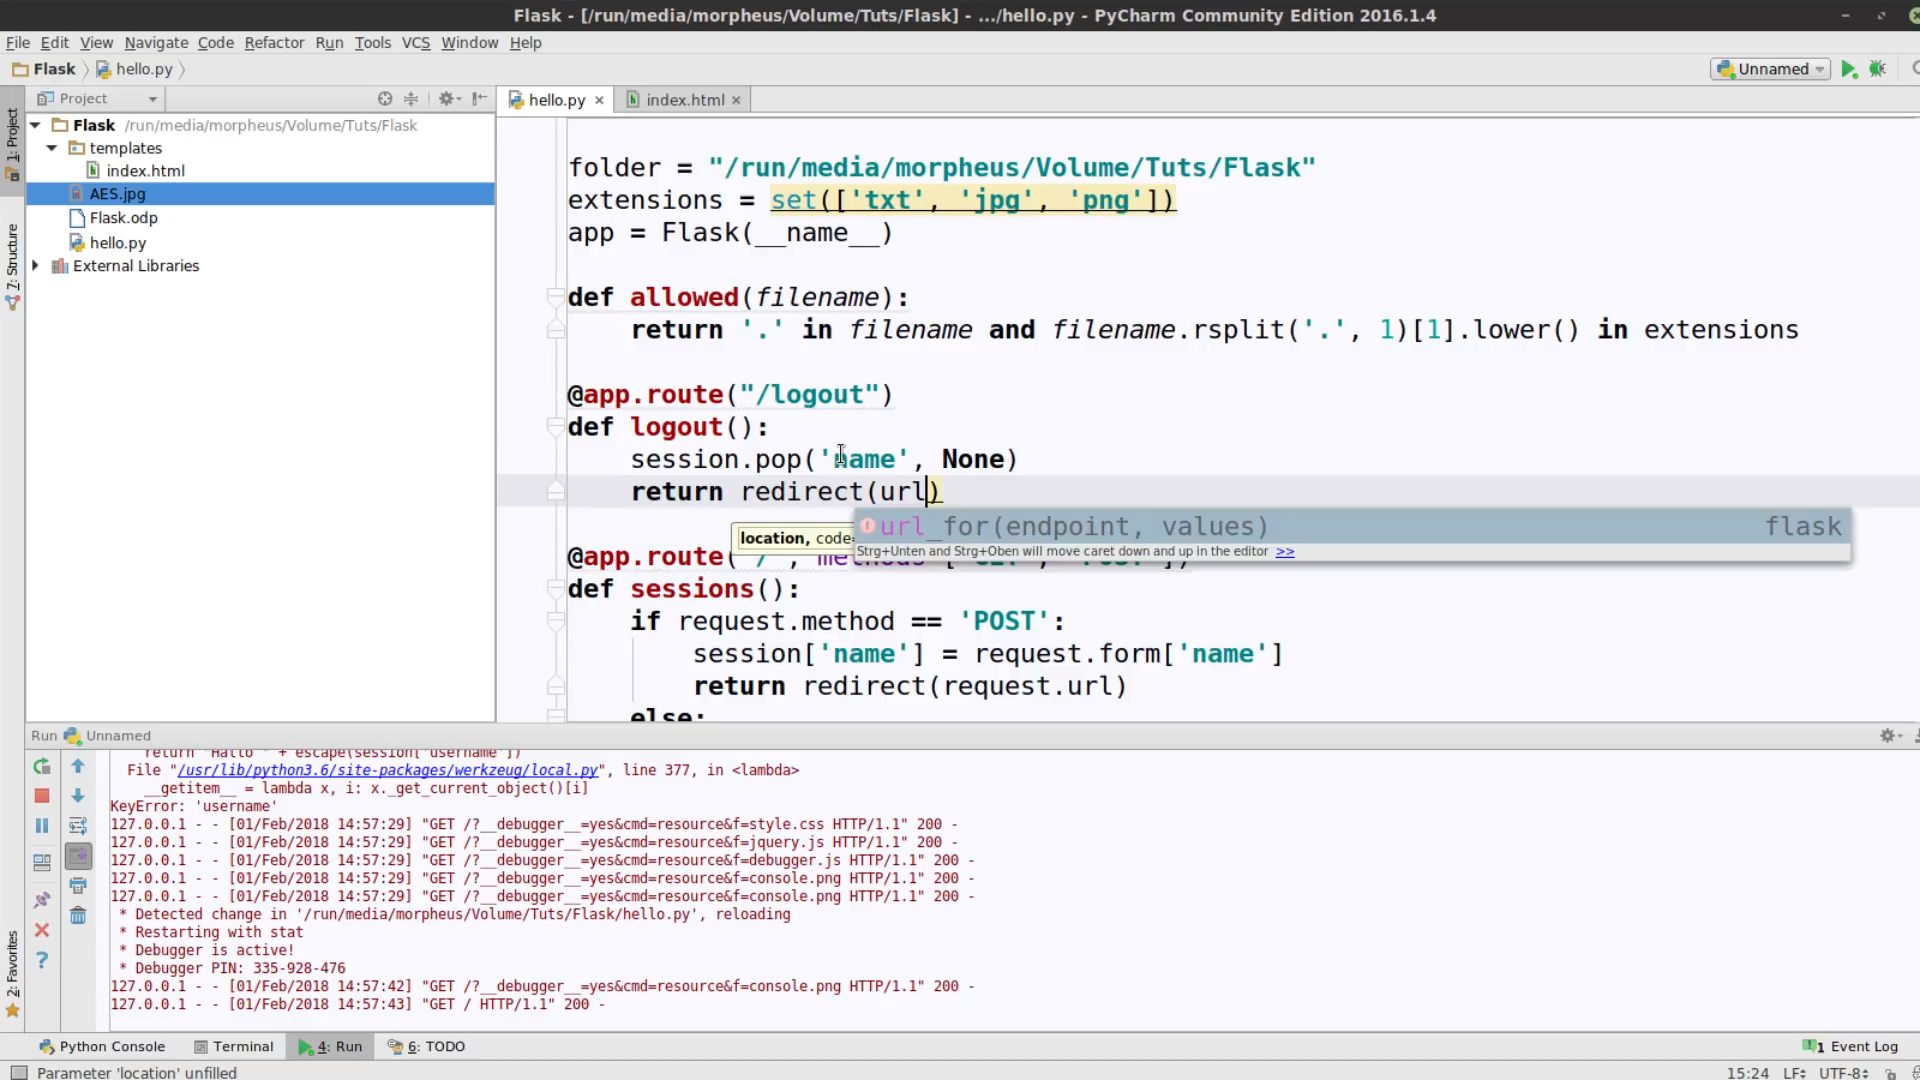 Flask - [/run/media/morpheus/Volume/Tuts/Flask] - .../hello.py - PyCharm Community Edition 2016.1.4
File Edit View Navigate Code Refactor Run Tools VCS Window Help
Flask hello.py
Unnamed
Project
hello.py
index.html
1: Project
7: Structure
2: Favorites
Flask /run/media/morpheus/Volume/Tuts/Flask
templates
index.html
AES.jpg
Flask.odp
hello.py
External Libraries
folder = "/run/media/morpheus/Volume/Tuts/Flask"
extensions = set(['txt', 'jpg', 'png'])
app = Flask(__name__)
def allowed(filename):
return '.' in filename and filename.rsplit('.', 1)[1].lower() in extensions
@app.route("/logout")
def logout():
session.pop('name', None)
return redirect(url)
url_for(endpoint, values) flask
location, code=
Strg+Unten and Strg+Oben will move caret down and up in the editor >>
@app.route(
def sessions():
if request.method == 'POST':
session['name'] = request.form['name']
return redirect(request.url)
else:
Run Unnamed
return "Hallo " + escape(session['username'])
File "/usr/lib/python3.6/site-packages/werkzeug/local.py", line 377, in <lambda>
__getitem__ = lambda x, i: x._get_current_object()[i]
KeyError: 'username'
127.0.0.1 - - [01/Feb/2018 14:57:29] "GET /?__debugger__=yes&cmd=resource&f=style.css HTTP/1.1" 200 -
127.0.0.1 - - [01/Feb/2018 14:57:29] "GET /?__debugger__=yes&cmd=resource&f=jquery.js HTTP/1.1" 200 -
127.0.0.1 - - [01/Feb/2018 14:57:29] "GET /?__debugger__=yes&cmd=resource&f=debugger.js HTTP/1.1" 200 -
127.0.0.1 - - [01/Feb/2018 14:57:29] "GET /?__debugger__=yes&cmd=resource&f=console.png HTTP/1.1" 200 -
127.0.0.1 - - [01/Feb/2018 14:57:29] "GET /?__debugger__=yes&cmd=resource&f=console.png HTTP/1.1" 200 -
* Detected change in '/run/media/morpheus/Volume/Tuts/Flask/hello.py', reloading
* Restarting with stat
* Debugger is active!
* Debugger PIN: 335-928-476
127.0.0.1 - - [01/Feb/2018 14:57:42] "GET /?__debugger__=yes&cmd=resource&f=console.png HTTP/1.1" 200 -
127.0.0.1 - - [01/Feb/2018 14:57:43] "GET / HTTP/1.1" 200 -
Python Console Terminal 4: Run 6: TODO 1 Event Log
Parameter 'location' unfilled 15:24 LF UTF-8